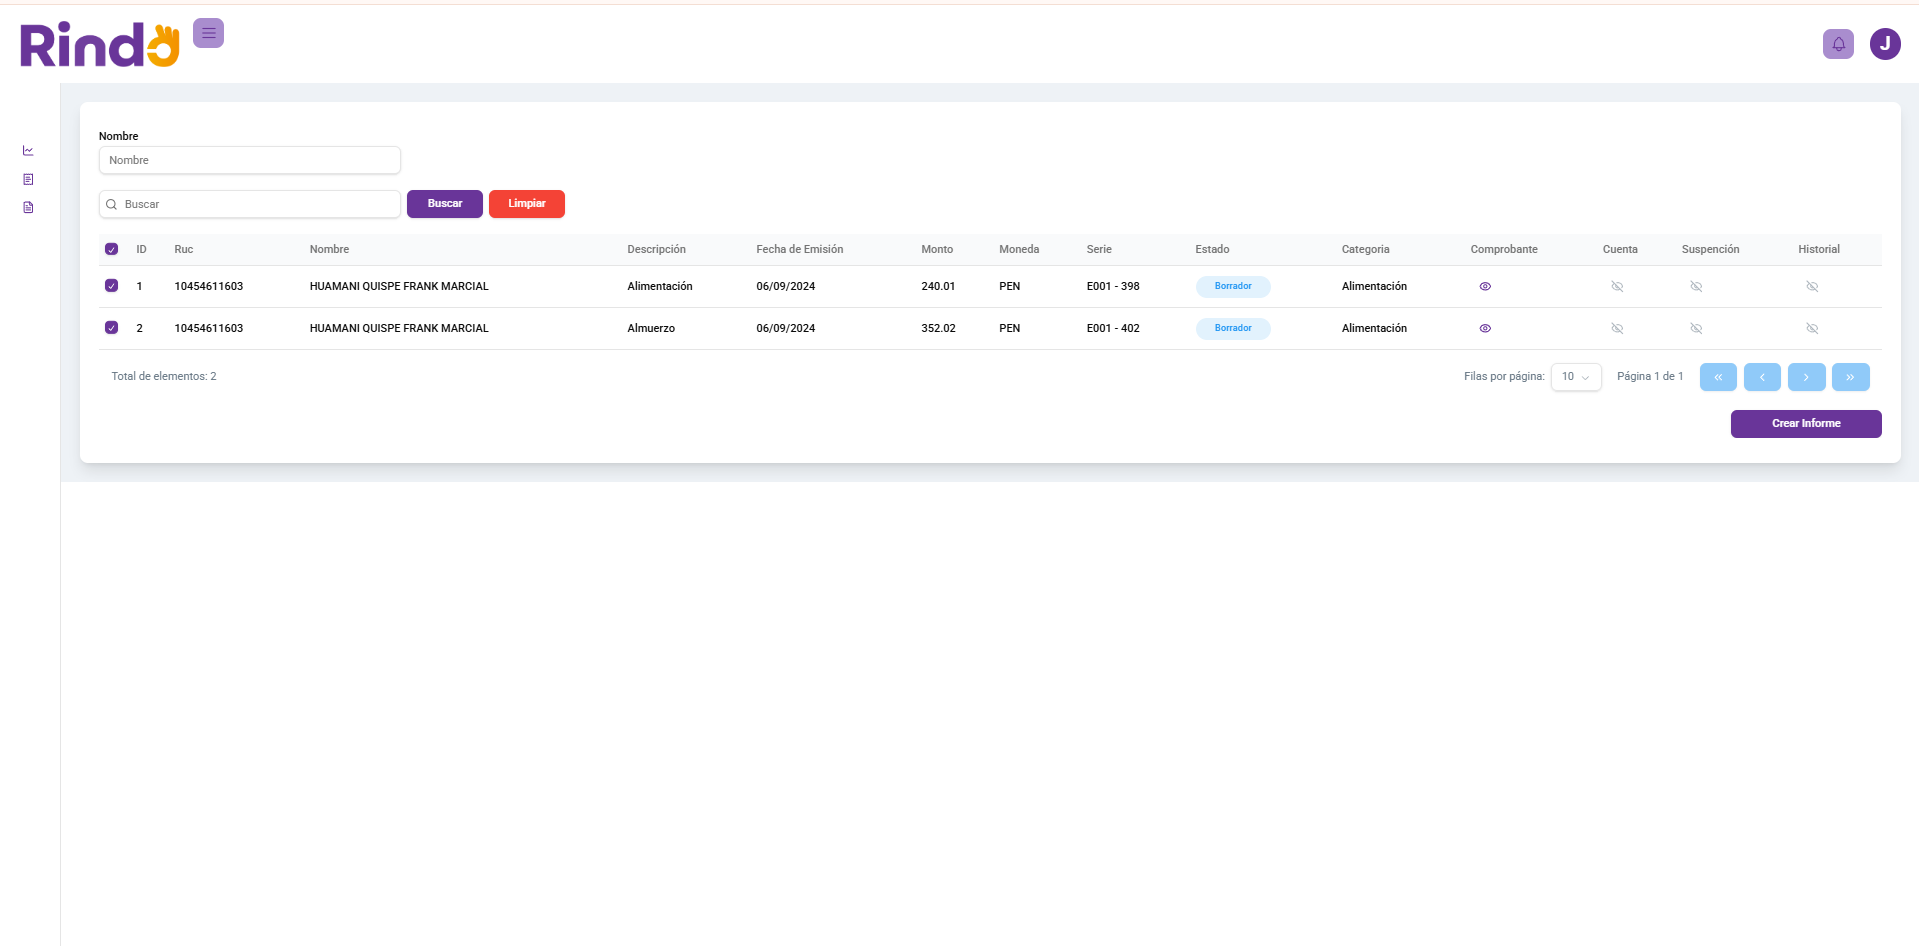 Rindo
J
Nombre
Nombre
Buscar Buscar Limpiar
ID Ruc Nombre Descripción Fecha de Emisión Monto Moneda Serie Estado Categoria Comprobante Cuenta Suspención Historial
1 10454611603 HUAMANI QUISPE FRANK MARCIAL Alimentación 06/09/2024 240.01 PEN E001 - 398 Borrador Alimentación
2 10454611603 HUAMANI QUISPE FRANK MARCIAL Almuerzo 06/09/2024 352.02 PEN E001 - 402 Borrador Alimentación
Total de elementos: 2 Filas por página: 10 Página 1 de 1
Crear Informe